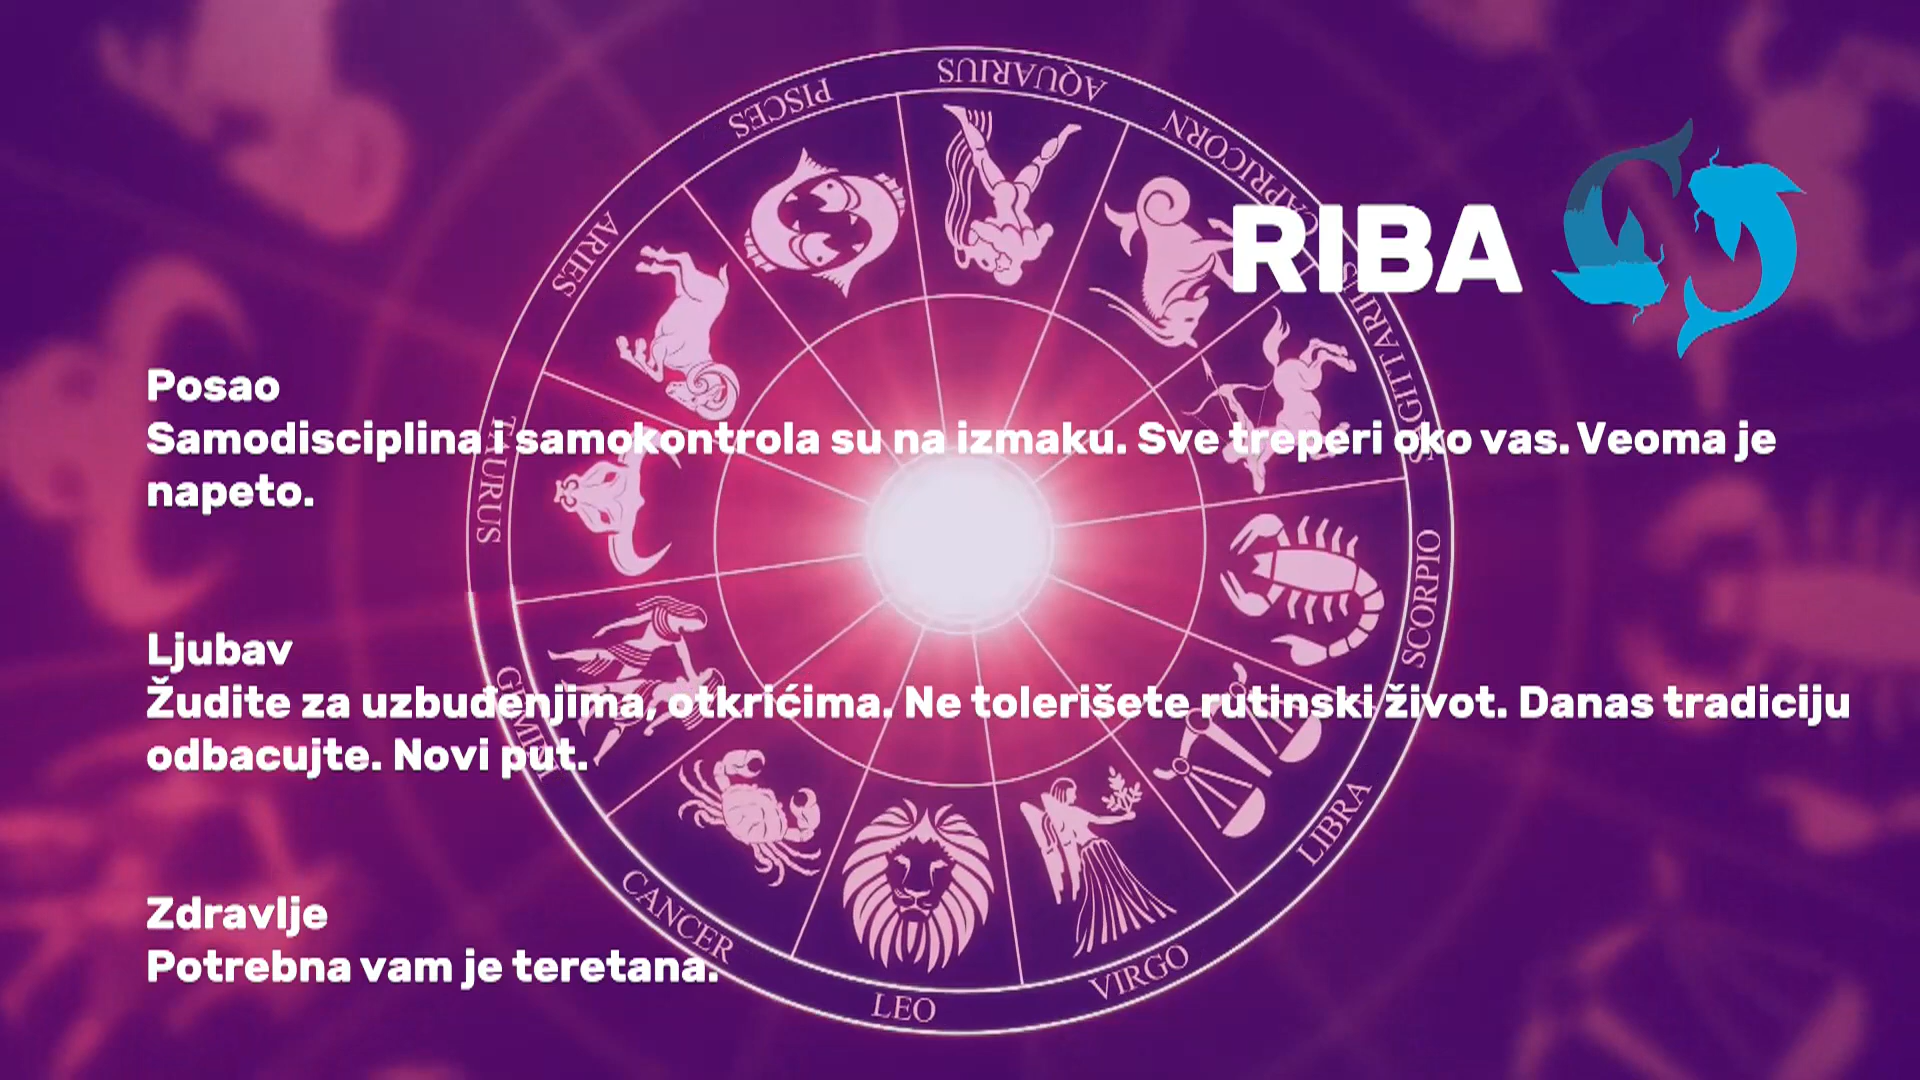 AQUARIUS
PISCES
CAPRICORN
RIBA
ARIES
SAGITTARIUS
Posao
Samodisciplina i samokontrola su na izmaku. Sve treperi oko vas. Veoma je
napeto.
TAURUS
SCORPIO
Ljubav
Žudite za uzbuđenjima, otkrićima. Ne tolerišete rutinski život. Danas tradiciju
odbacujte. Novi put.
GEMINI
LIBRA
Zdravlje
Potrebna vam je teretana.
CANCER
VIRGO
LEO